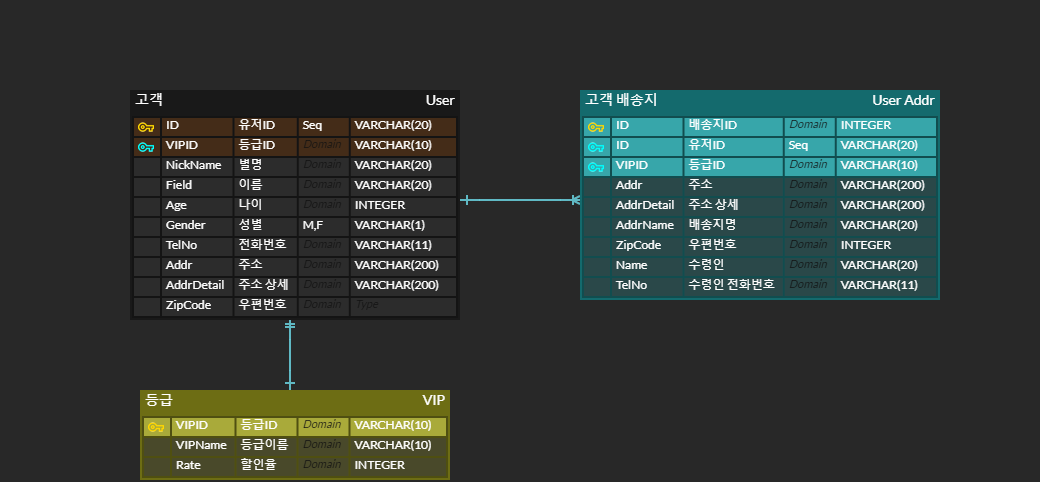 고객 User
ID 유저ID Seq VARCHAR(20)
VIPID 등급ID Domain VARCHAR(10)
NickName 별명 Domain VARCHAR(20)
Field 이름 Domain VARCHAR(20)
Age 나이 Domain INTEGER
Gender 성별 M,F VARCHAR(1)
TelNo 전화번호 Domain VARCHAR(11)
Addr 주소 Domain VARCHAR(200)
AddrDetail 주소 상세 Domain VARCHAR(200)
ZipCode 우편번호 Domain Type
고객 배송지 User Addr
ID 배송지ID Domain INTEGER
ID 유저ID Seq VARCHAR(20)
VIPID 등급ID Domain VARCHAR(10)
Addr 주소 Domain VARCHAR(200)
AddrDetail 주소 상세 Domain VARCHAR(200)
AddrName 배송지명 Domain VARCHAR(20)
ZipCode 우편번호 Domain INTEGER
Name 수령인 Domain VARCHAR(20)
TelNo 수령인 전화번호 Domain VARCHAR(11)
등급 VIP
VIPID 등급ID Domain VARCHAR(10)
VIPName 등급이름 Domain VARCHAR(10)
Rate 할인율 Domain INTEGER